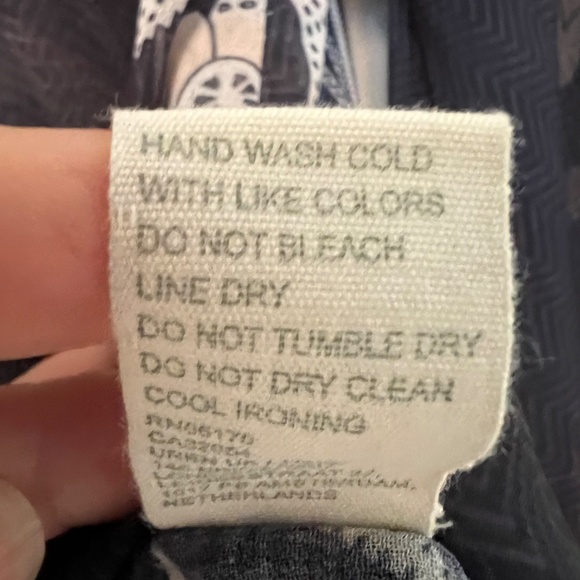 HAND WASH COLD
WITH LIKE COLORS
DO NOT BLEACH
LINE DRY
DO NOT TUMBLE DRY
DO NOT DRY CLEAN
COOL IRONING
AMSTERDAM,
NETHERLANDS